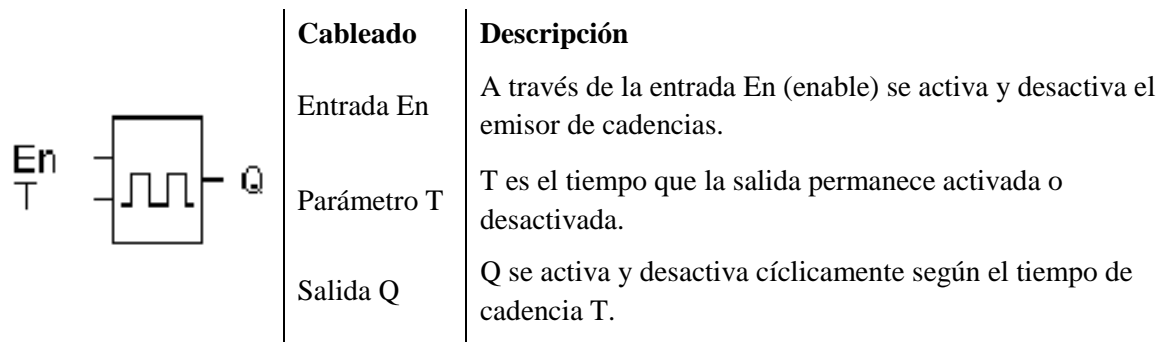 Cableado Descripción
Entrada En A través de la entrada En (enable) se activa y desactiva el
emisor de cadencias.
En
T
Q
Parámetro T T es el tiempo que la salida permanece activada o
desactivada.
Salida Q Q se activa y desactiva cíclicamente según el tiempo de
cadencia T.